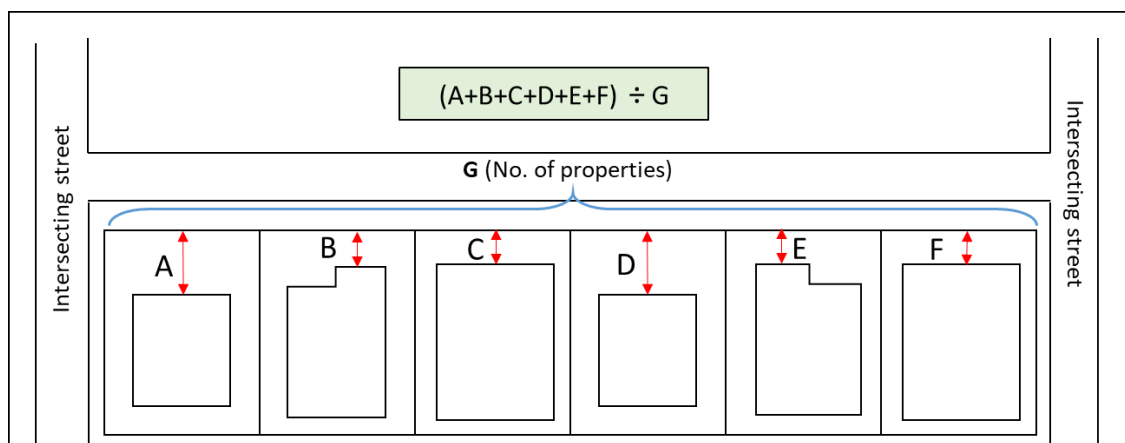 (A+B+C+D+E+F) ÷ G
G (No. of properties)
Intersecting street
Intersecting street
A
B
C
D
E
F